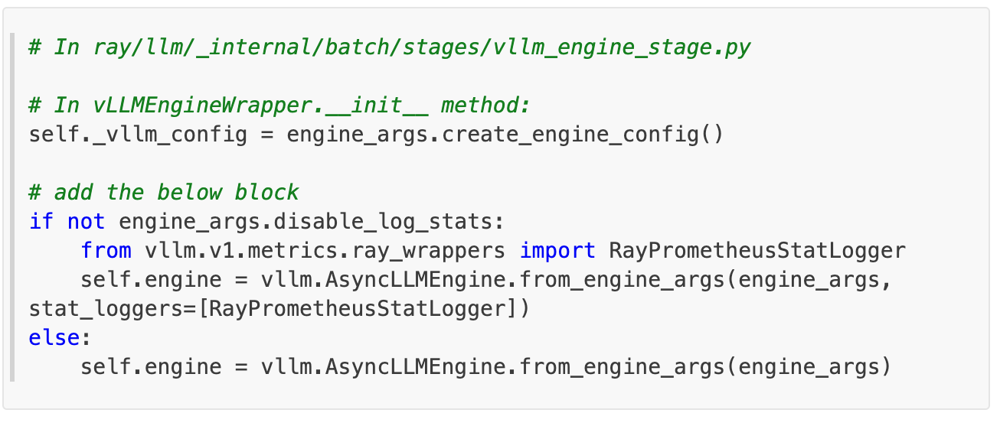 # In ray/llm/_internal/batch/stages/vllm_engine_stage.py
# In vLLMEngineWrapper.__init__ method:
self._vllm_config = engine_args.create_engine_config()
# add the below block
if not engine_args.disable_log_stats:
    from vllm.v1.metrics.ray_wrappers import RayPrometheusStatLogger
    self.engine = vllm.AsyncLLMEngine.from_engine_args(engine_args,
stat_loggers=[RayPrometheusStatLogger])
else:
    self.engine = vllm.AsyncLLMEngine.from_engine_args(engine_args)